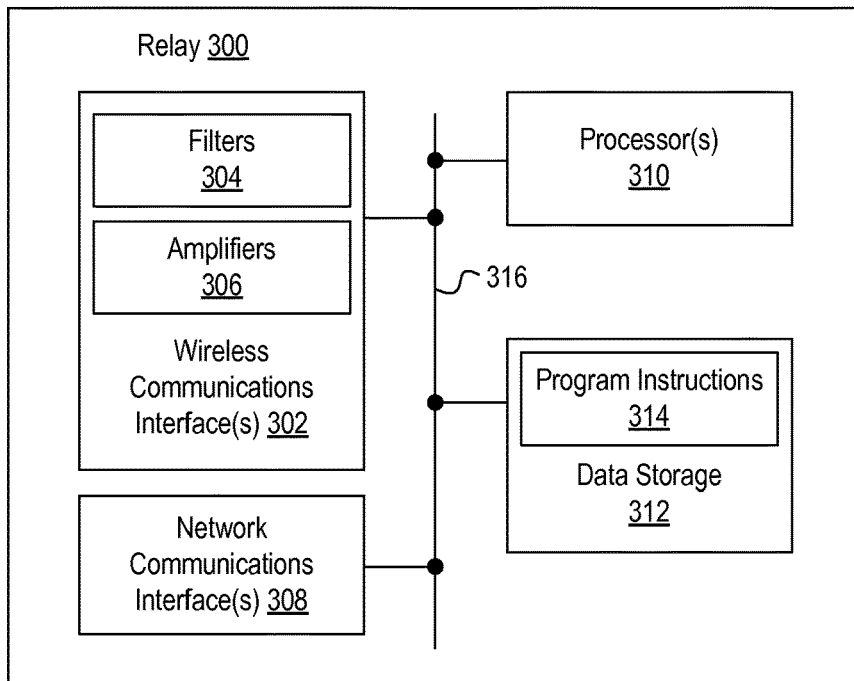 Relay 300
Filters
304
Amplifiers
306
Wireless
Communications
Interface(s) 302
Network
Communications
Interface(s) 308
Processor(s)
310
316
Program Instructions
314
Data Storage
312